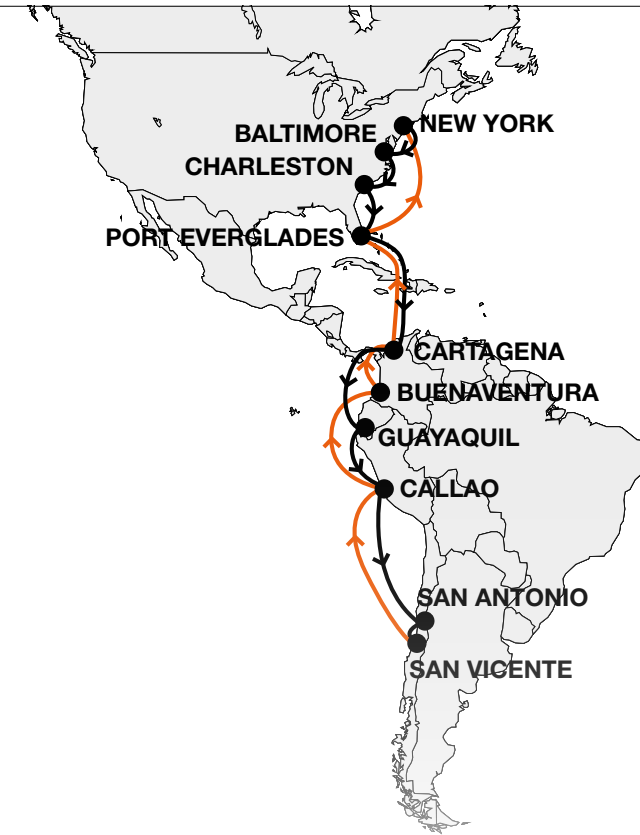 NEW YORK
BALTIMORE
CHARLESTON
PORT EVERGLADES
CARTAGENA
BUENAVENTURA
GUAYAQUIL
CALLAO
SAN ANTONIO
SAN VICENTE